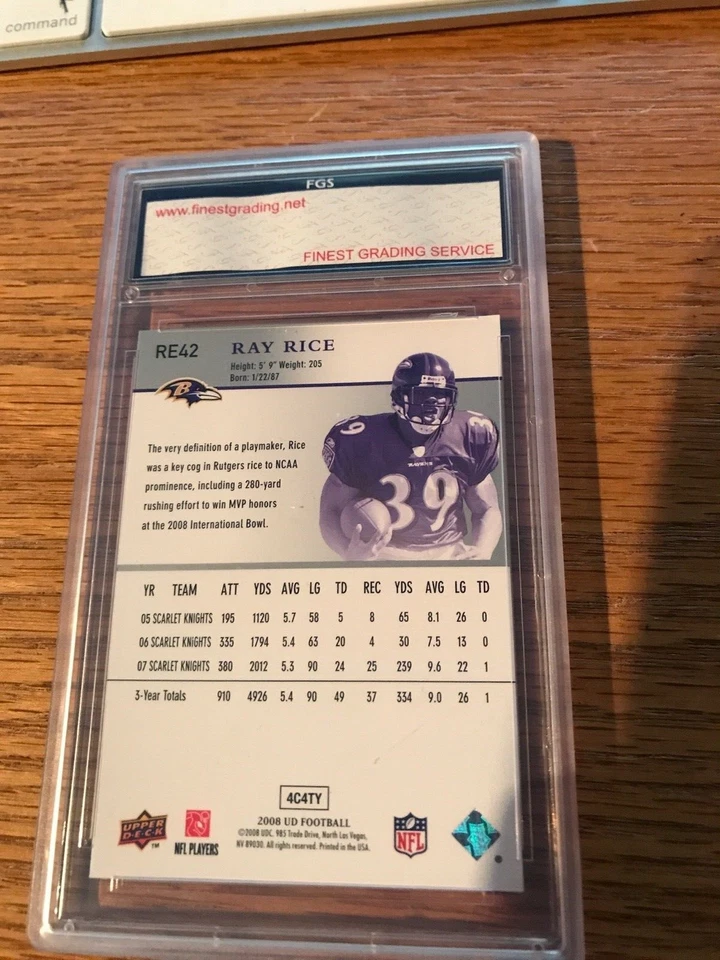 command
FGS
www.finestgrading.net
FINEST GRADING SERVICE
RE42
RAY RICE
Height: 5' 9" Weight: 205
Born: 1/22/87
B
The very definition of a playmaker, Rice
was a key cog in Rutgers rice to NCAA
prominence, including a 280-yard
rushing effort to win MVP honors
at the 2008 International Bowl.
39
39
RAVENS
YR TEAM ATT YDS AVG LG TD REC YDS AVG LG TD
05 SCARLET KNIGHTS 195 1120 5.7 58 5 8 65 8.1 26 0
06 SCARLET KNIGHTS 335 1794 5.4 63 20 4 30 7.5 13 0
07 SCARLET KNIGHTS 380 2012 5.3 90 24 25 239 9.6 22 1
3-Year Totals 910 4926 5.4 90 49 37 334 9.0 26 1
4C4TY
UPPER
DECK
TM
NFL PLAYERS
2008 UD FOOTBALL
©2008 UDC. 985 Trade Drive, North Las Vegas,
NV 89030. All rights reserved. Printed in the USA.
NFL